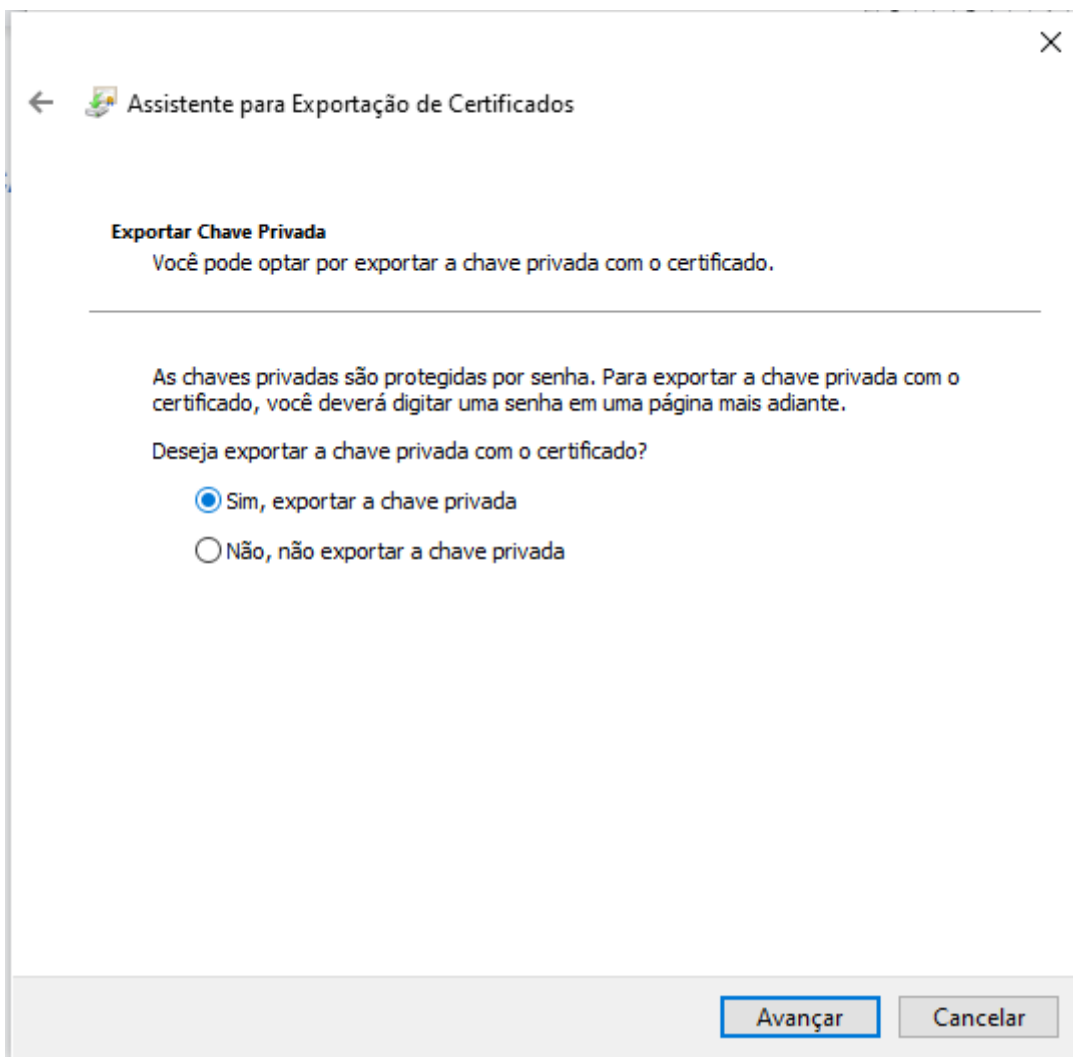 Assistente para Exportação de Certificados
Exportar Chave Privada
Você pode optar por exportar a chave privada com o certificado.
As chaves privadas são protegidas por senha. Para exportar a chave privada com o
certificado, você deverá digitar uma senha em uma página mais adiante.
Deseja exportar a chave privada com o certificado?
Sim, exportar a chave privada
Não, não exportar a chave privada
Avançar
Cancelar